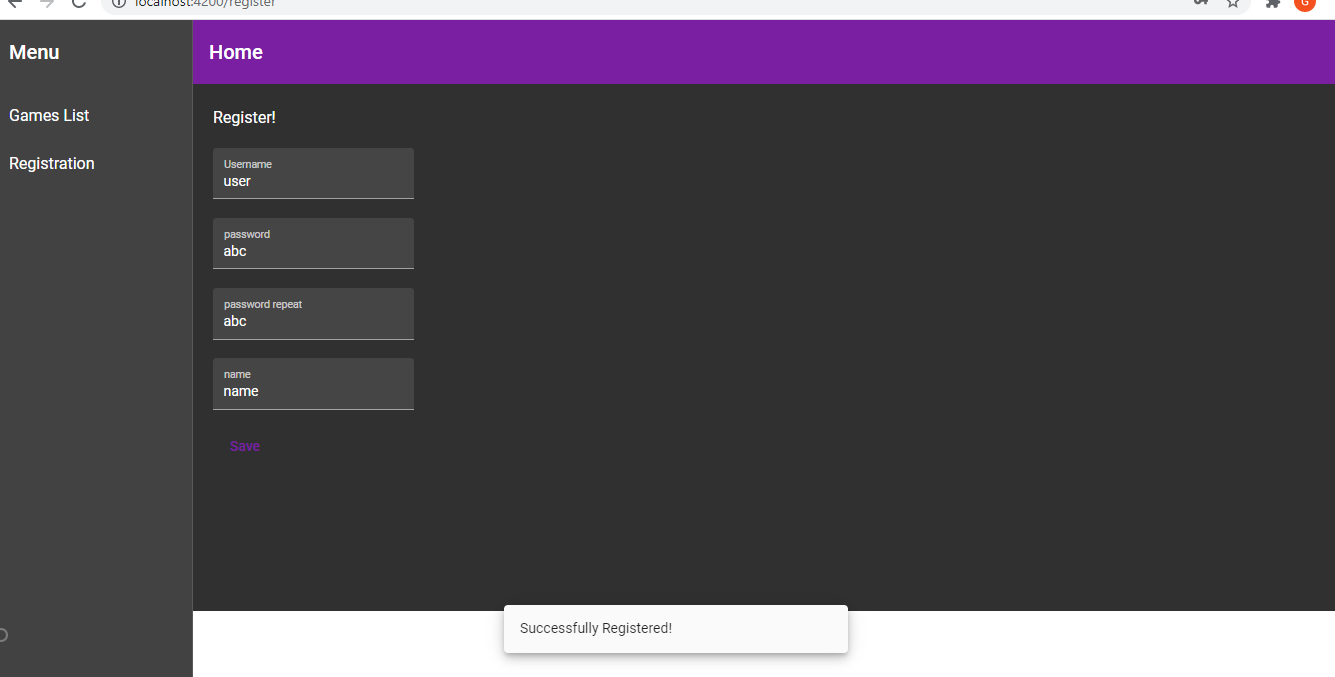 localhost:4200/register
G
Menu
Home
Games List
Registration
Register!
Username
user
password
abc
password repeat
abc
name
name
Save
Successfully Registered!